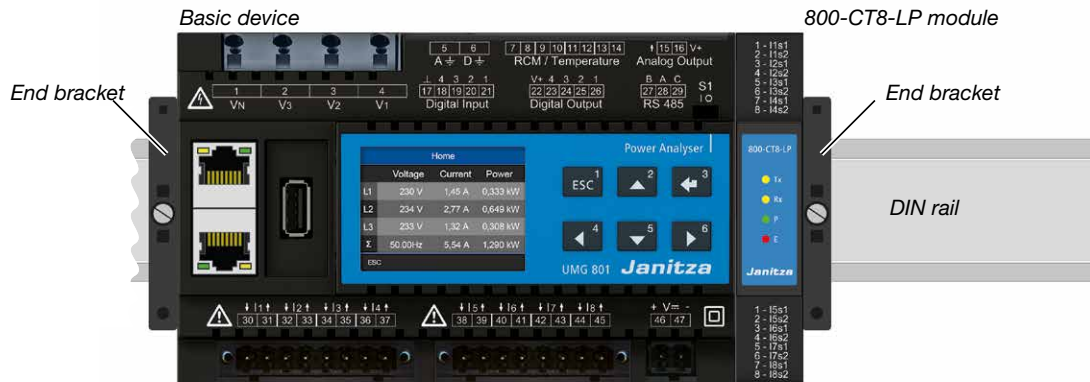 Basic device
800-CT8-LP module
End bracket
End bracket
DIN rail
5 6
A D
7 8 9 10 11 12 13 14
RCM / Temperature
15 16 V+
Analog Output
1 2 3 4
VN V3 V2 V1
⊥ 4 3 2 1
17 18 19 20 21
Digital Input
V+ 4 3 2 1
22 23 24 25 26
Digital Output
B A C
27 28 29
RS 485
S1
I O
1 - I1s1
2 - I1s2
3 - I2s1
4 - I2s2
5 - I3s1
6 - I3s2
7 - I4s1
8 - I4s2
Home
Voltage Current Power
L1 230 V 1,45 A 0,333 kW
L2 234 V 2,77 A 0,649 kW
L3 233 V 1,32 A 0,308 kW
Σ 50.00Hz 5,54 A 1,290 kW
ESC
Power Analyser
ESC 1
2
3
4
5
6
UMG 801 Janitza
800-CT8-LP
Tx
Rx
P
E
Janitza
I1 I2 I3 I4
30 31 32 33 34 35 36 37
I5 I6 I7 I8
38 39 40 41 42 43 44 45
+ V= -
46 47
1 - I5s1
2 - I5s2
3 - I6s1
4 - I6s2
5 - I7s1
6 - I7s2
7 - I8s1
8 - I8s2